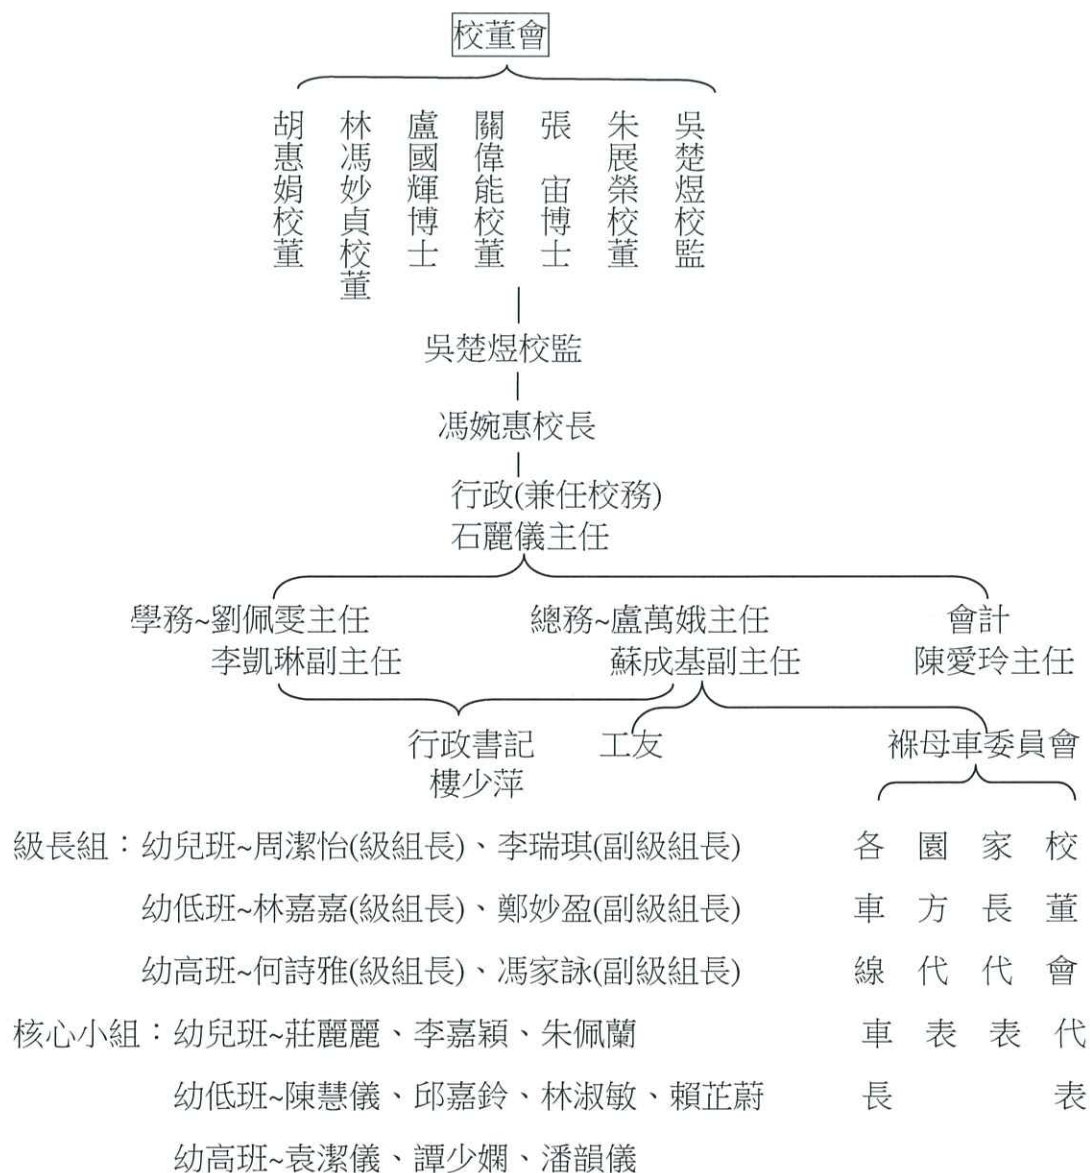 校董會
吳楚煜校監
朱展榮校董
張　宙博士
關偉能校董
盧國輝博士
林馮妙貞校董
胡惠娟校董
吳楚煜校監
馮婉惠校長
行政(兼任校務)
石麗儀主任
學務~劉佩雯主任
李凱琳副主任
總務~盧萬娥主任
蘇成基副主任
會計
陳愛玲主任
行政書記
樓少萍
工友
褓母車委員會
校董會代表
家長代表
園方代表
各車線車長
級長組：幼兒班~周潔怡(級組長)、李瑞琪(副級組長)
幼低班~林嘉嘉(級組長)、鄭妙盈(副級組長)
幼高班~何詩雅(級組長)、馮家詠(副級組長)
核心小組：幼兒班~莊麗麗、李嘉穎、朱佩蘭
幼低班~陳慧儀、邱嘉鈴、林淑敏、賴芷蔚
幼高班~袁潔儀、譚少嫻、潘韻儀